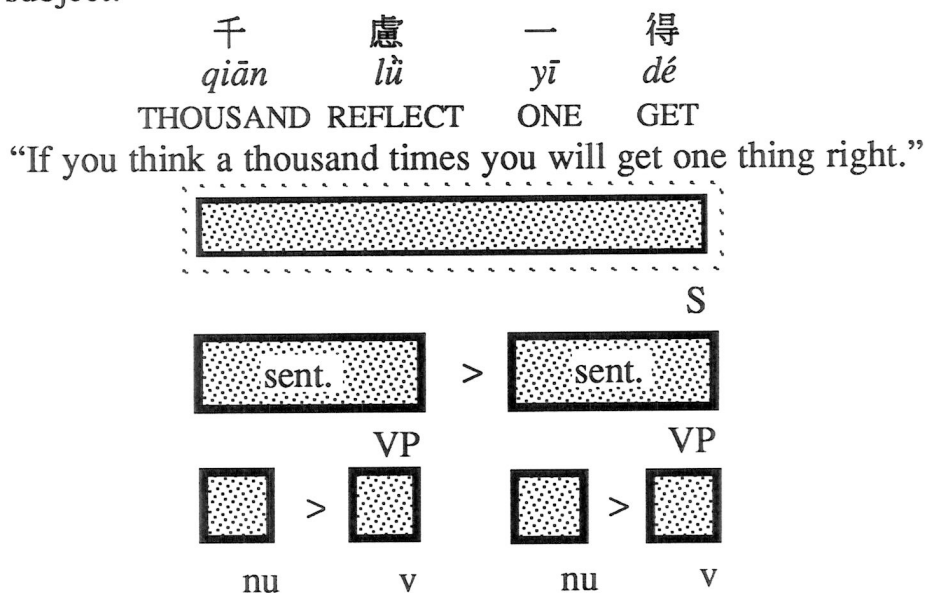 subject.
千 慮 一 得
qiān lǜ yī dé
THOUSAND REFLECT ONE GET
“If you think a thousand times you will get one thing right.”
S
sent. > sent.
VP VP
> >
nu v nu v